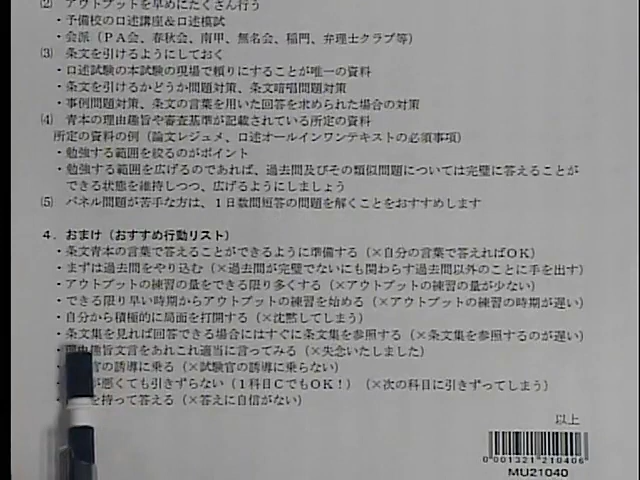 (2) アウトプットを早めにたくさん行う
・予備校の口述講座＆口述模試
・会派（ＰＡ会、春秋会、南甲、無名会、稲門、弁理士クラブ等）
(3) 条文を引けるようにしておく
・口述試験の本試験の現場で頼りにすることが唯一の資料
・条文を引けるかどうか問題対策、条文暗唱問題対策
・事例問題対策、条文の言葉を用いた回答を求められた場合の対策
(4) 青本の理由趣旨や審査基準が記載されている所定の資料
所定の資料の例（論文レジュメ、口述オールインワンテキストの必須事項）
・勉強する範囲を絞るのがポイント
・勉強する範囲を広げるのであれば、過去問及びその類似問題については完璧に答えることが
できる状態を維持しつつ、広げるようにしましょう
(5) パネル問題が苦手な方は、１日数問短答の問題を解くことをおすすめします
４．おまけ（おすすめ行動リスト）
・条文青本の言葉で答えることができるように準備する（×自分の言葉で答えればＯＫ）
・まずは過去問をやり込む（×過去問が完璧でないにも関わらす過去問以外のことに手を出す）
・アウトプットの練習の量をできる限り多くする（×アウトプットの練習の量が少ない）
・できる限り早い時期からアウトプットの練習を始める（×アウトプットの練習の時期が遅い）
・自分から積極的に局面を打開する（×沈黙してしまう）
・条文集を見れば回答できる場合にはすぐに条文集を参照する（×条文集を参照するのが遅い）
・理由趣旨文言をあれこれ適当に言ってみる（×失念いたしました）
官の誘導に乗る（×試験官の誘導に乗らない）
が悪くても引きずらない（１科目ＣでもＯＫ！）（×次の科目に引きずってしまう）
を持って答える（×答えに自信がない）
以上
0001321210406
MU21040